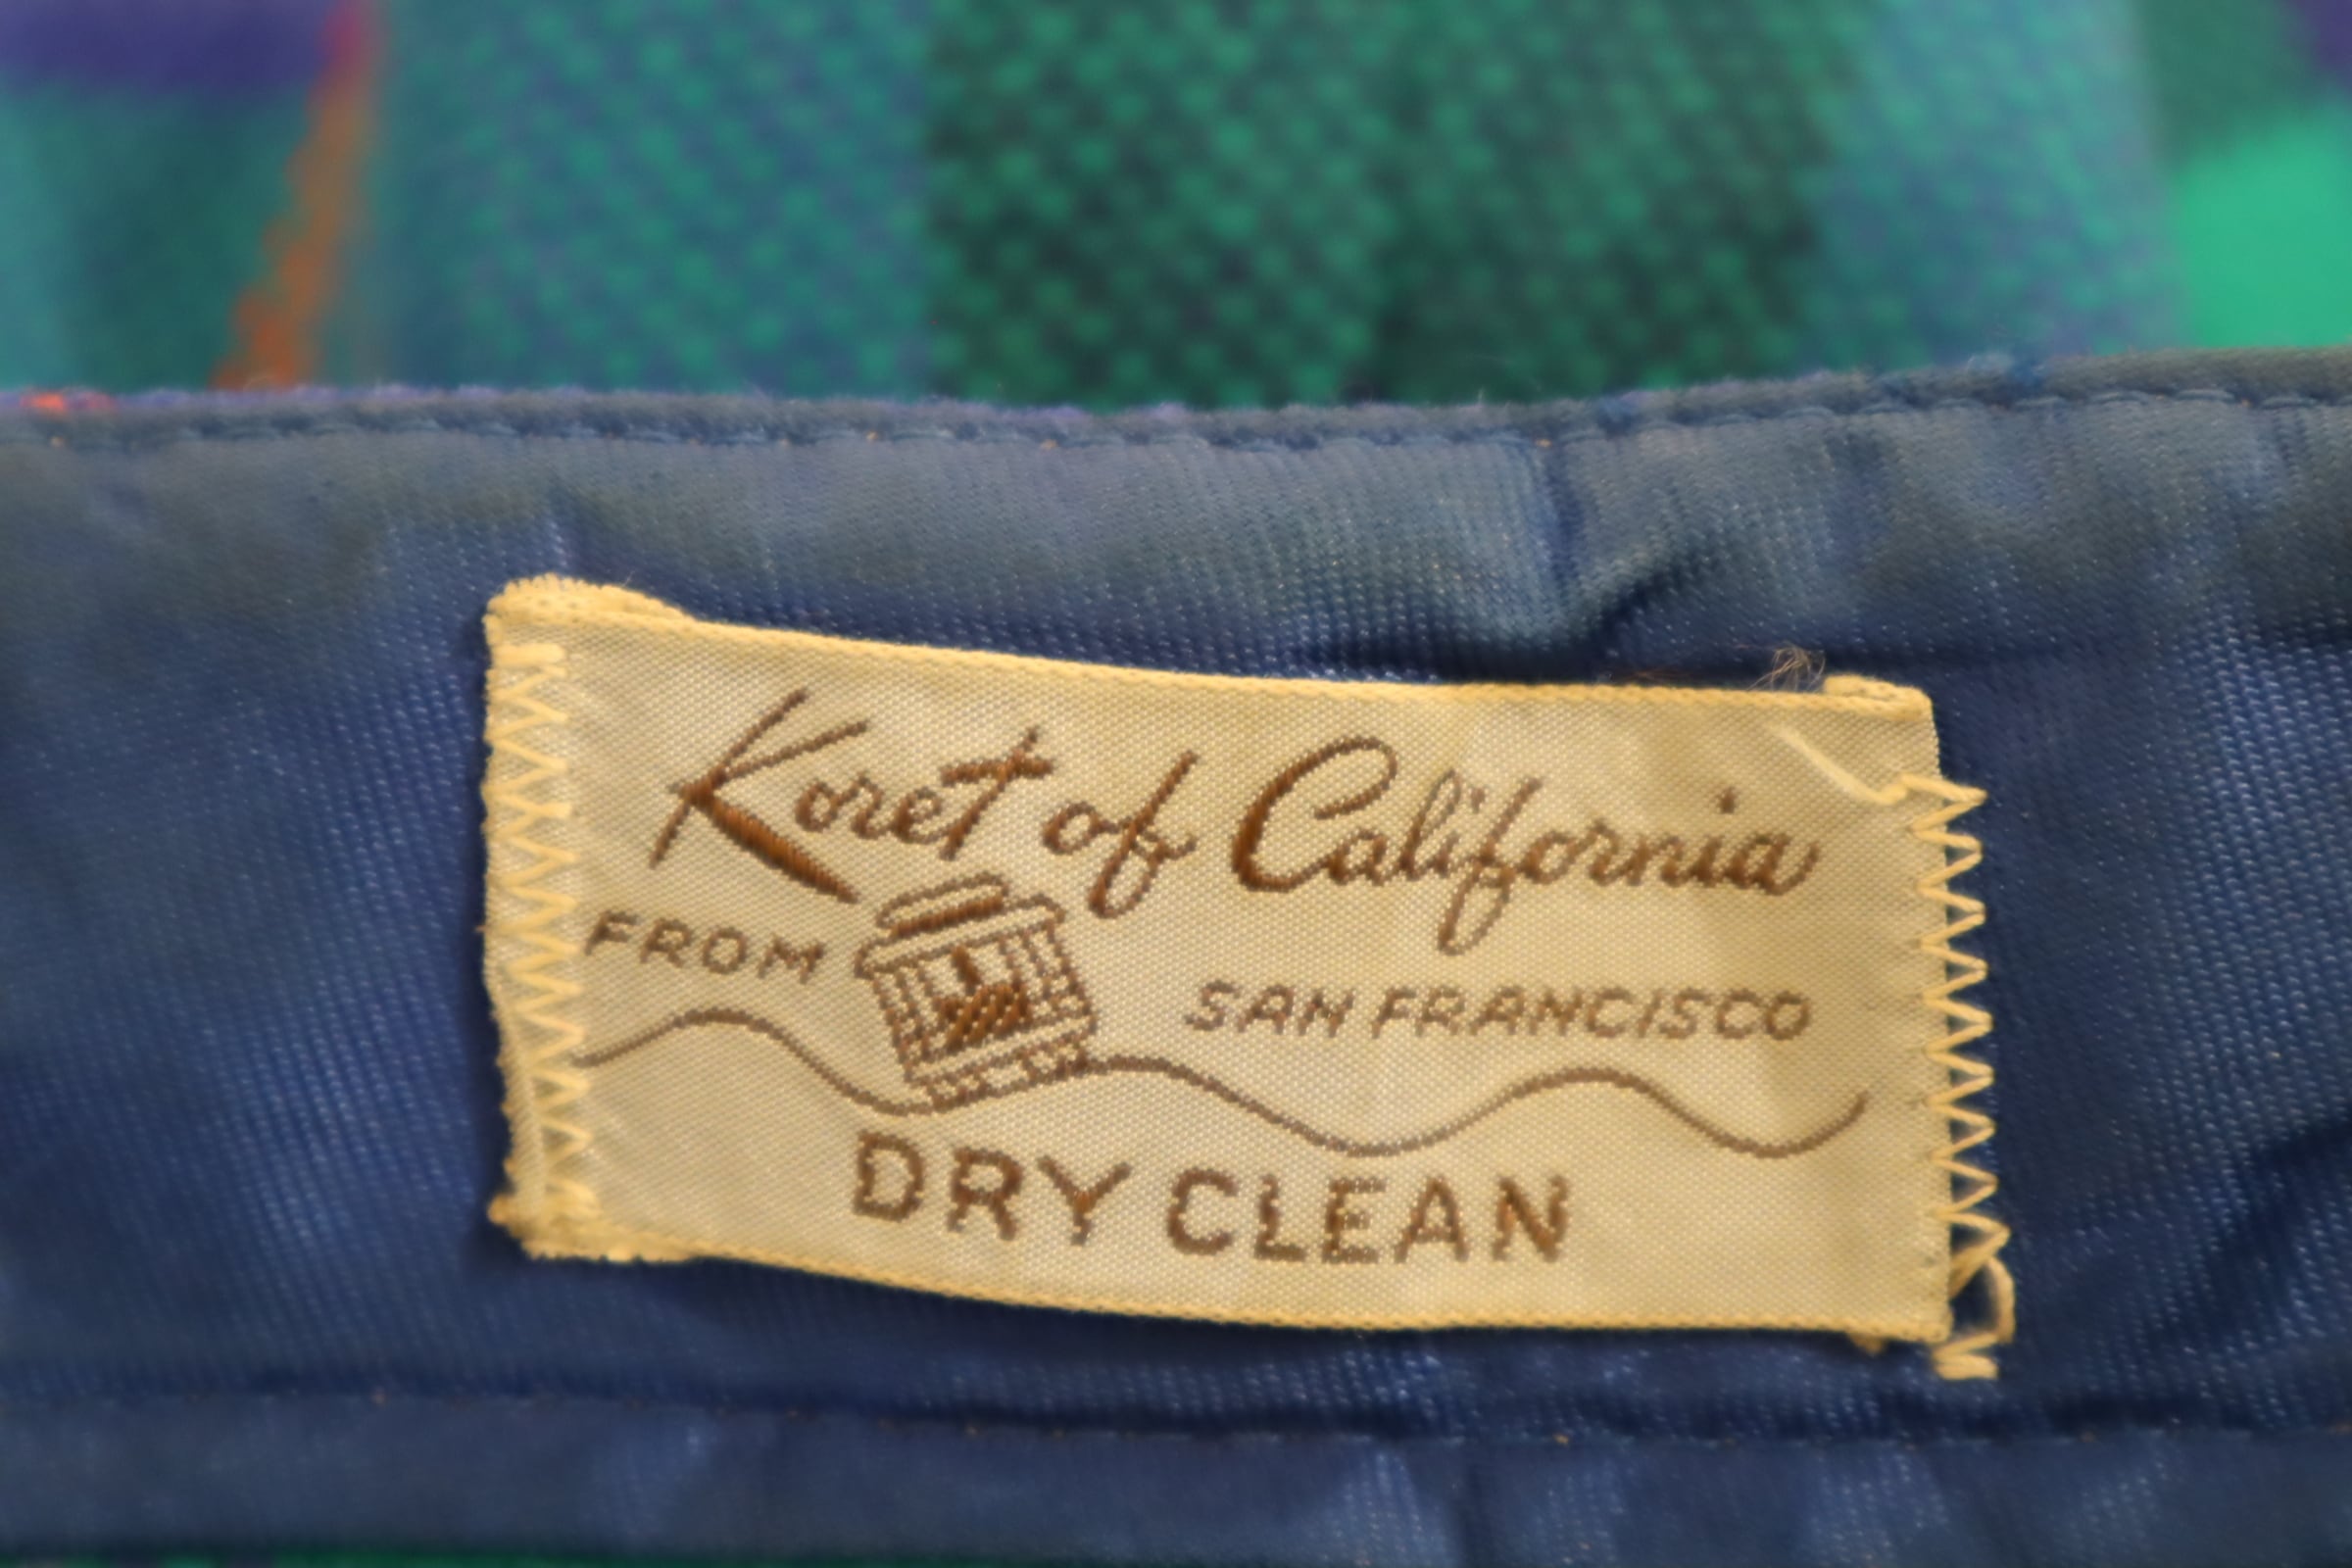 Koret of California
FROM SAN FRANCISCO
DRY CLEAN